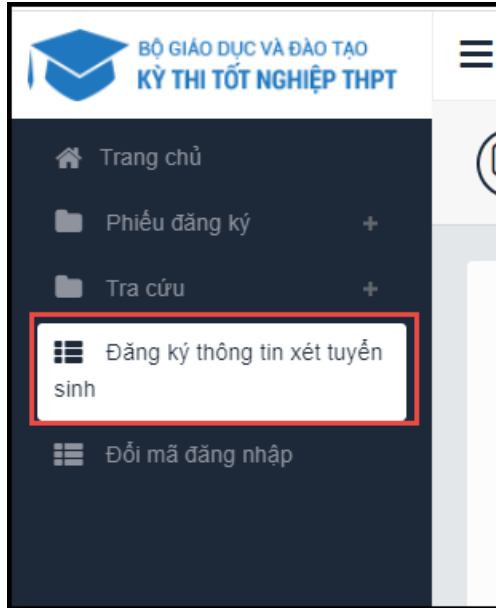 BỘ GIÁO DỤC VÀ ĐÀO TẠO
KỲ THI TỐT NGHIỆP THPT
Trang chủ
Phiếu đăng ký +
Tra cứu +
Đăng ký thông tin xét tuyển
sinh
Đổi mã đăng nhập